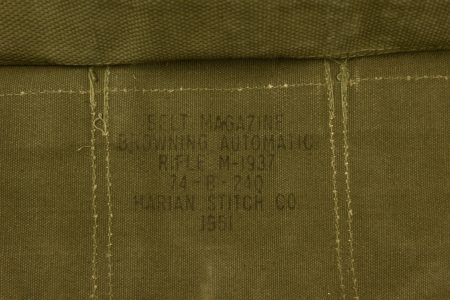 BELT MAGAZINE
BROWNING AUTOMATIC
RIFLE M-1937
74-B-240
HARIAN STITCH CO.
1951